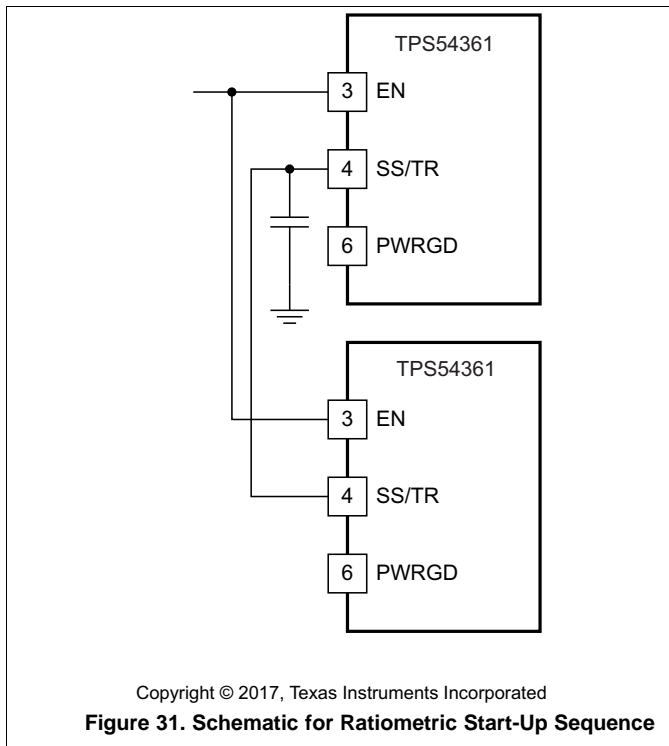 TPS54361
3 EN
4 SS/TR
6 PWRGD
TPS54361
3 EN
4 SS/TR
6 PWRGD
Copyright © 2017, Texas Instruments Incorporated
Figure 31. Schematic for Ratiometric Start-Up Sequence